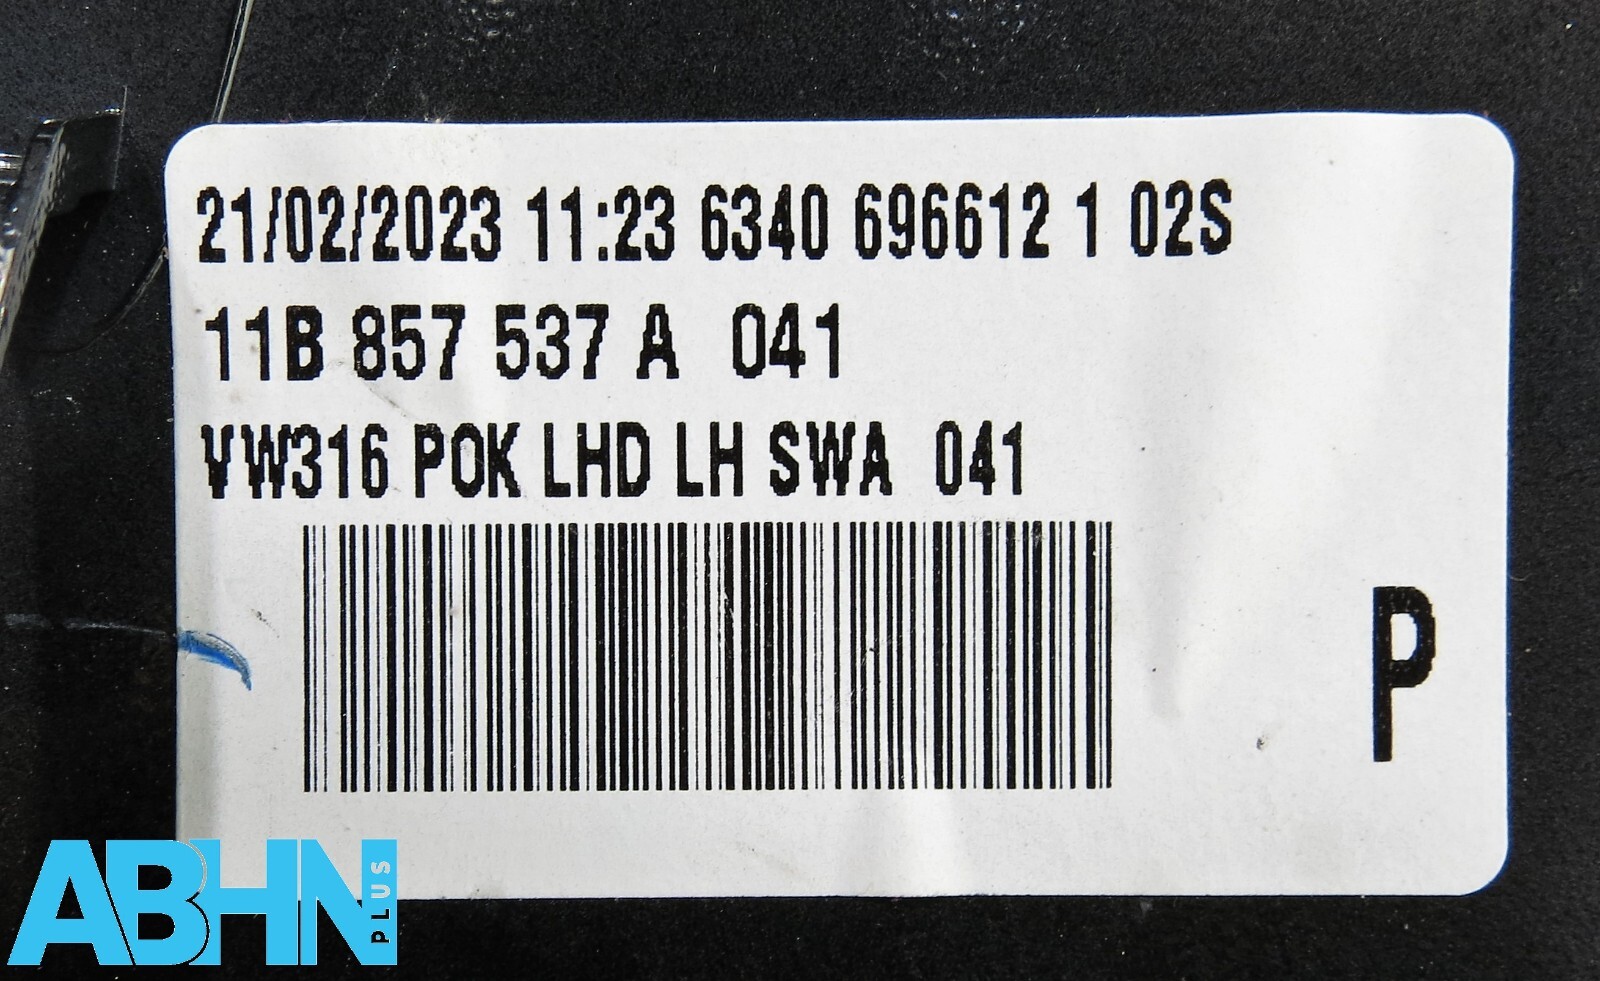 21/02/2023 11:23 6340 696612 1 02S
11B 857 537 A 041
VW316 POK LHD LH SWA 041
P
ABHN PLUS